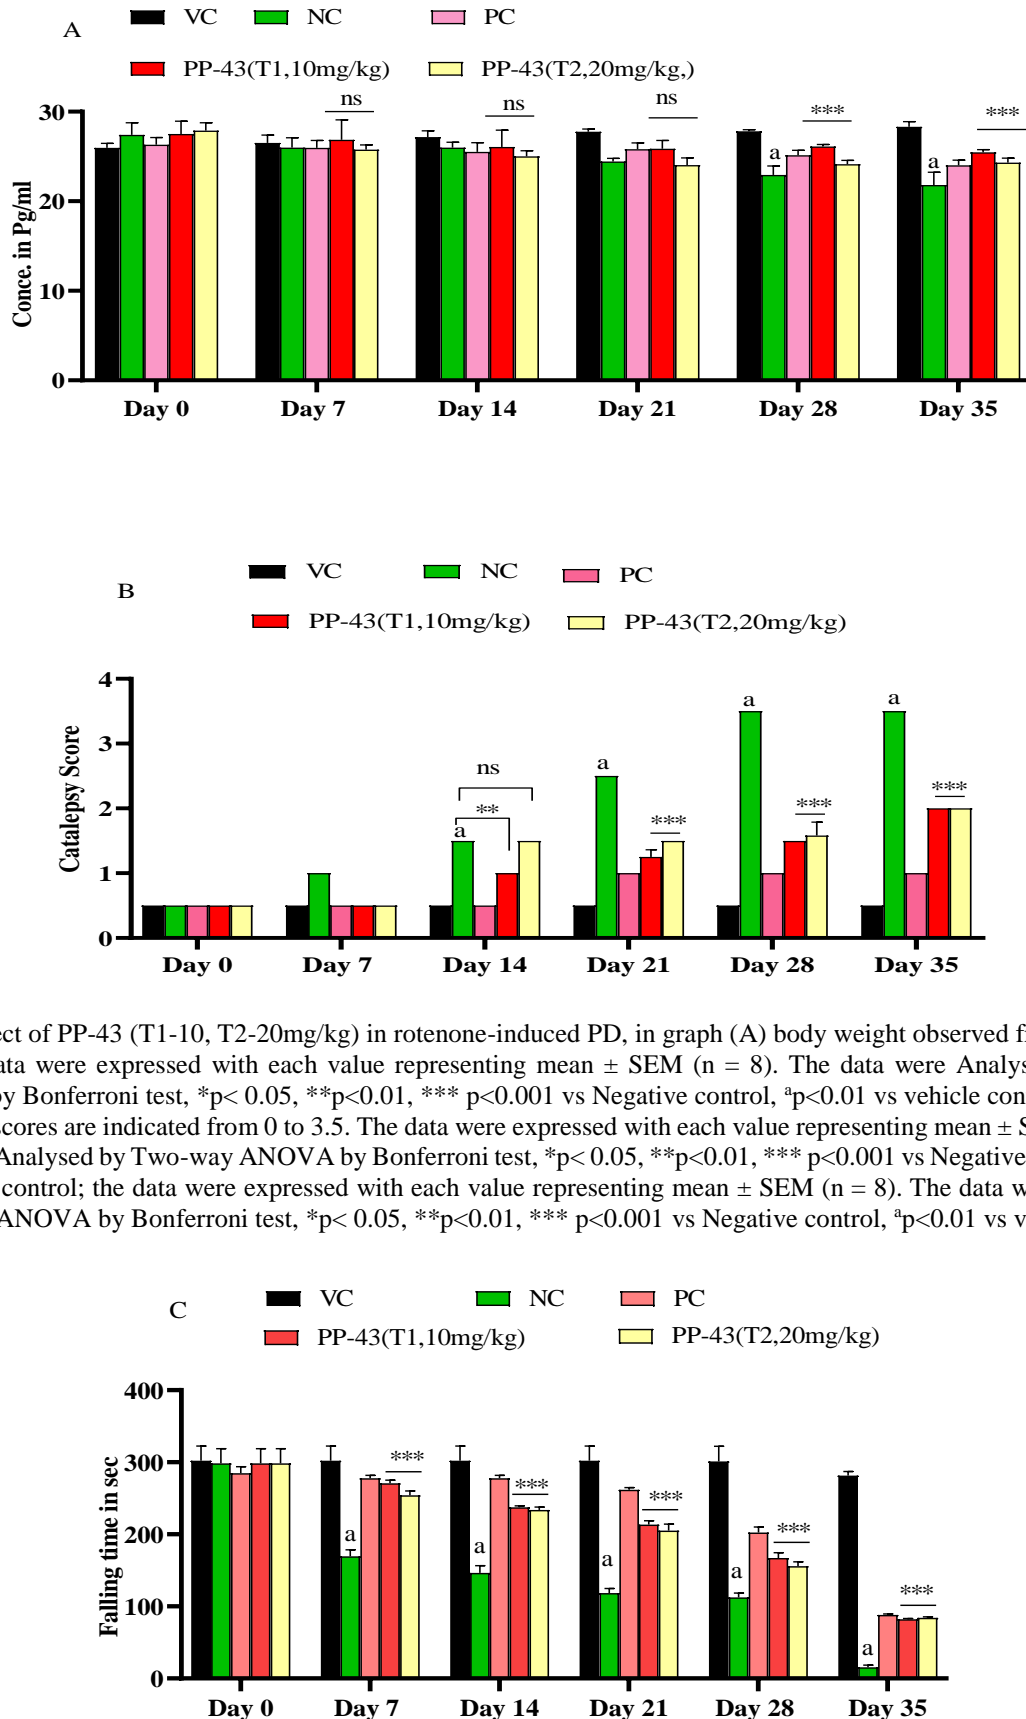 A
VC NC PC
PP-43(T1,10mg/kg) PP-43(T2,20mg/kg,)
Conce. in Pg/ml
30
20
10
0
ns ns ns *** ***
a a
Day 0 Day 7 Day 14 Day 21 Day 28 Day 35
B
VC NC PC
PP-43(T1,10mg/kg) PP-43(T2,20mg/kg)
Catalepsy Score
4
3
2
1
0
a ns ** a *** a *** a ***
Day 0 Day 7 Day 14 Day 21 Day 28 Day 35
ect of PP-43 (T1-10, T2-20mg/kg) in rotenone-induced PD, in graph (A) body weight observed
ata were expressed with each value representing mean ± SEM (n = 8). The data were Analys
by Bonferroni test, *p< 0.05, **p<0.01, *** p<0.001 vs Negative control, ᵃp<0.01 vs vehicle con
scores are indicated from 0 to 3.5. The data were expressed with each value representing mean ± S
Analysed by Two-way ANOVA by Bonferroni test, *p< 0.05, **p<0.01, *** p<0.001 vs Negative
control; the data were expressed with each value representing mean ± SEM (n = 8). The data w
ANOVA by Bonferroni test, *p< 0.05, **p<0.01, *** p<0.001 vs Negative control, ᵃp<0.01 vs v
C
VC NC PC
PP-43(T1,10mg/kg) PP-43(T2,20mg/kg)
Falling time in sec
400
300
200
100
0
a *** a *** a *** a *** a ***
Day 0 Day 7 Day 14 Day 21 Day 28 Day 35